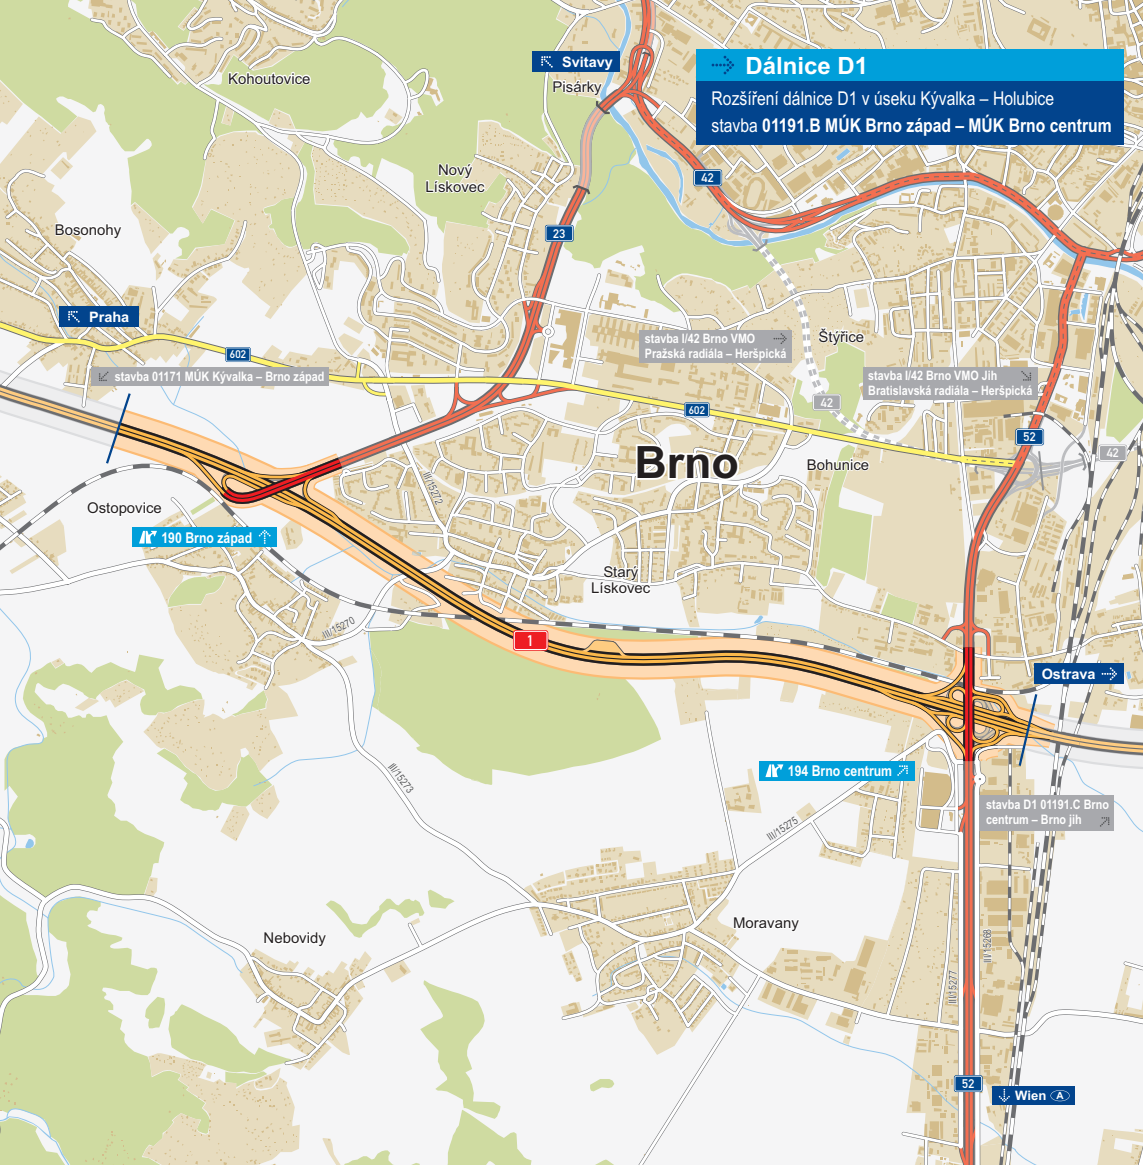 Dálnice D1
Rozšíření dálnice D1 v úseku Kývalka – Holubice
stavba 01191.B MÚK Brno západ – MÚK Brno centrum
Svitavy
Pisárky
Kohoutovice
Nový
Lískovec
42
Bosonohy
23
Praha
stavba I/42 Brno VMO
Pražská radiála – Heršpická
Štýřice
602
stavba 01171 MÚK Kývalka – Brno západ
stavba I/42 Brno VMO Jih
Bratislavská radiála – Heršpická
42
602
52
42
Brno
Bohunice
III/15272
Ostopovice
190 Brno západ
Starý
Lískovec
III/15270
1
Ostrava
194 Brno centrum
III/15273
stavba D1 01191.C Brno
centrum – Brno jih
III/15275
Moravany
Nebovidy
III/15268
III/15277
52
Wien A